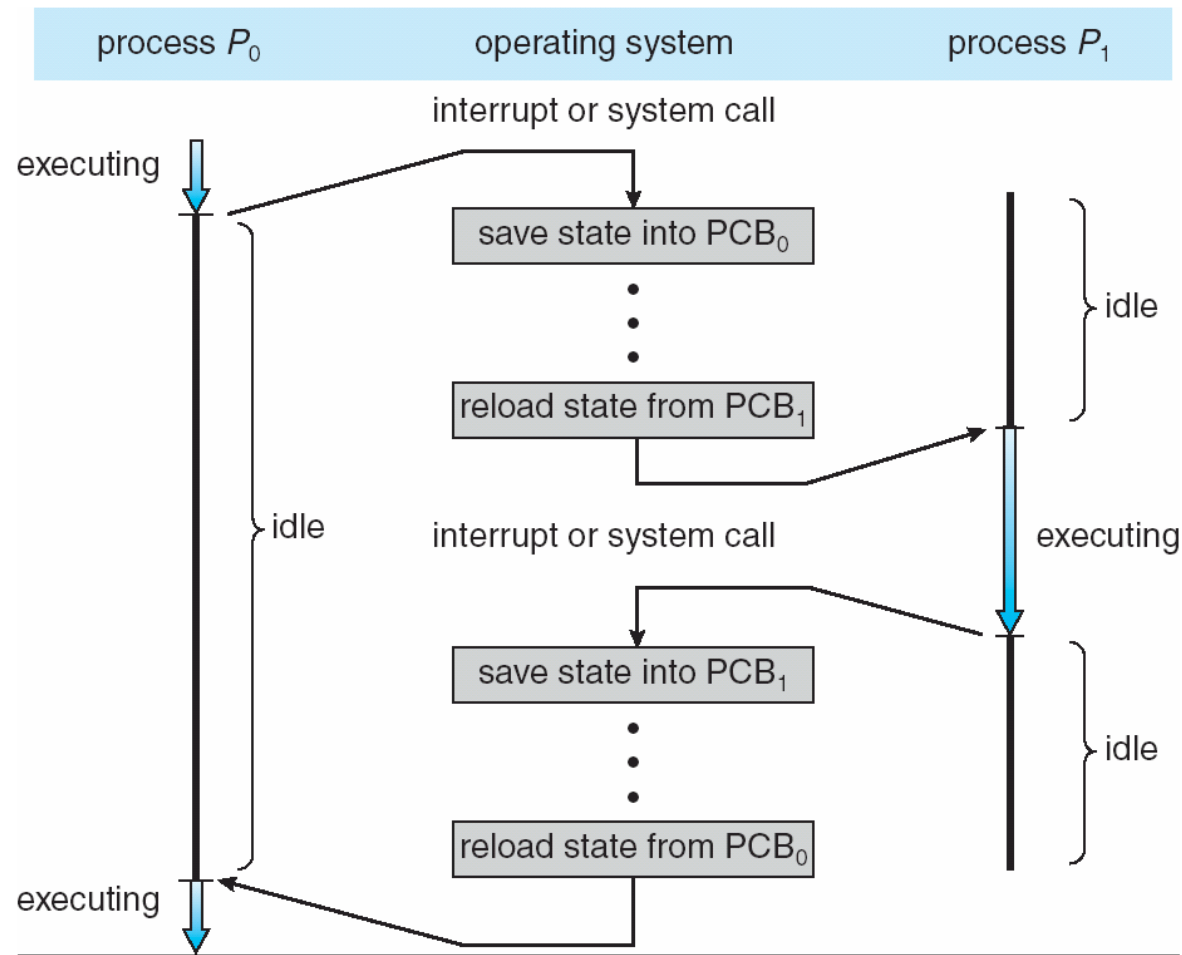 process P₀ operating system process P₁
interrupt or system call
executing
save state into PCB₀
idle
reload state from PCB₁
idle
interrupt or system call
executing
save state into PCB₁
idle
reload state from PCB₀
executing